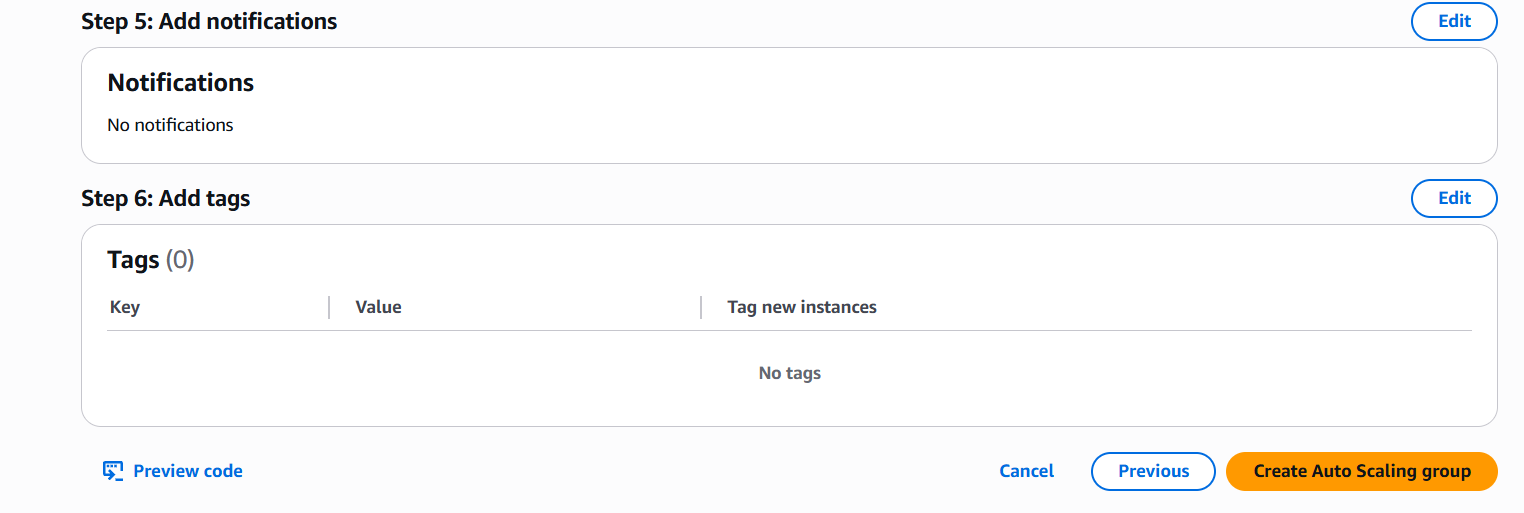 Step 5: Add notifications
Edit
Notifications
No notifications
Step 6: Add tags
Edit
Tags (0)
Key Value Tag new instances
No tags
Preview code Cancel Previous Create Auto Scaling group